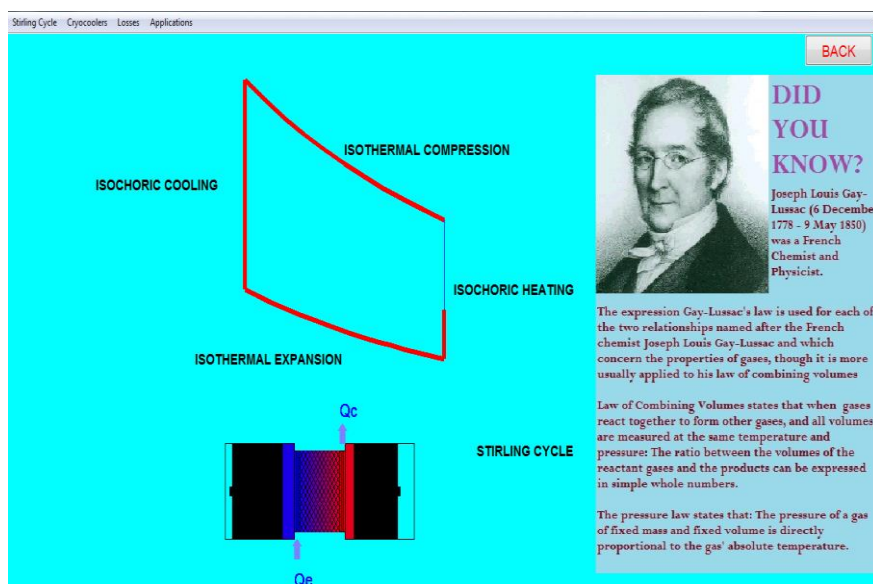 Stirling Cycle Cryocoolers Losses Applications
BACK
ISOTHERMAL COMPRESSION
ISOCHORIC COOLING
ISOCHORIC HEATING
ISOTHERMAL EXPANSION
Qc
STIRLING CYCLE
Qe
DID
YOU
KNOW?
Joseph Louis Gay-
Lussac (6 Decembe
1778 - 9 May 1850)
was a French
Chemist and
Physicist.
The expression Gay-Lussac's law is used for each of
the two relationships named after the French
chemist Joseph Louis Gay-Lussac and which
concern the properties of gases, though it is more
usually applied to his law of combining volumes
Law of Combining Volumes states that when gases
react together to form other gases, and all volumes
are measured at the same temperature and
pressure: The ratio between the volumes of the
reactant gases and the products can be expressed
in simple whole numbers.
The pressure law states that: The pressure of a gas
of fixed mass and fixed volume is directly
proportional to the gas' absolute temperature.